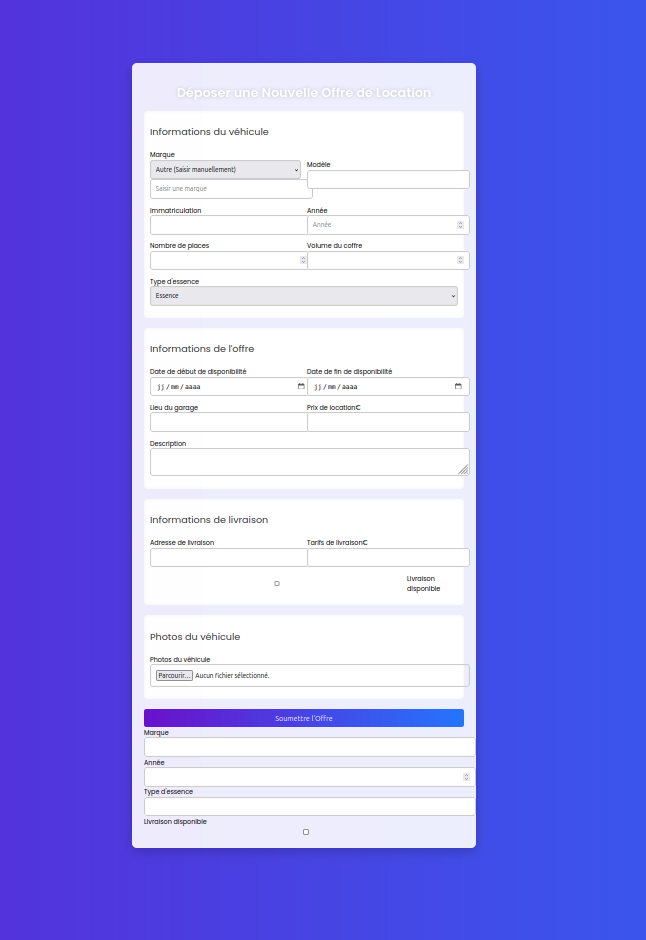 Déposer une Nouvelle Offre de Location
Informations du véhicule
Marque
Modèle
Autre (Saisir manuellement)
Saisir une marque
Immatriculation
Année
Année
Nombre de places
Volume du coffre
Type d'essence
Essence
Informations de l'offre
Date de début de disponibilité
Date de fin de disponibilité
jj / mm / aaaa
jj / mm / aaaa
Lieu du garage
Prix de location€
Description
Informations de livraison
Adresse de livraison
Tarifs de livraison€
Livraison
disponible
Photos du véhicule
Photos du véhicule
Parcourir... Aucun fichier sélectionné.
Soumettre l'Offre
Marque
Année
Type d'essence
Livraison disponible